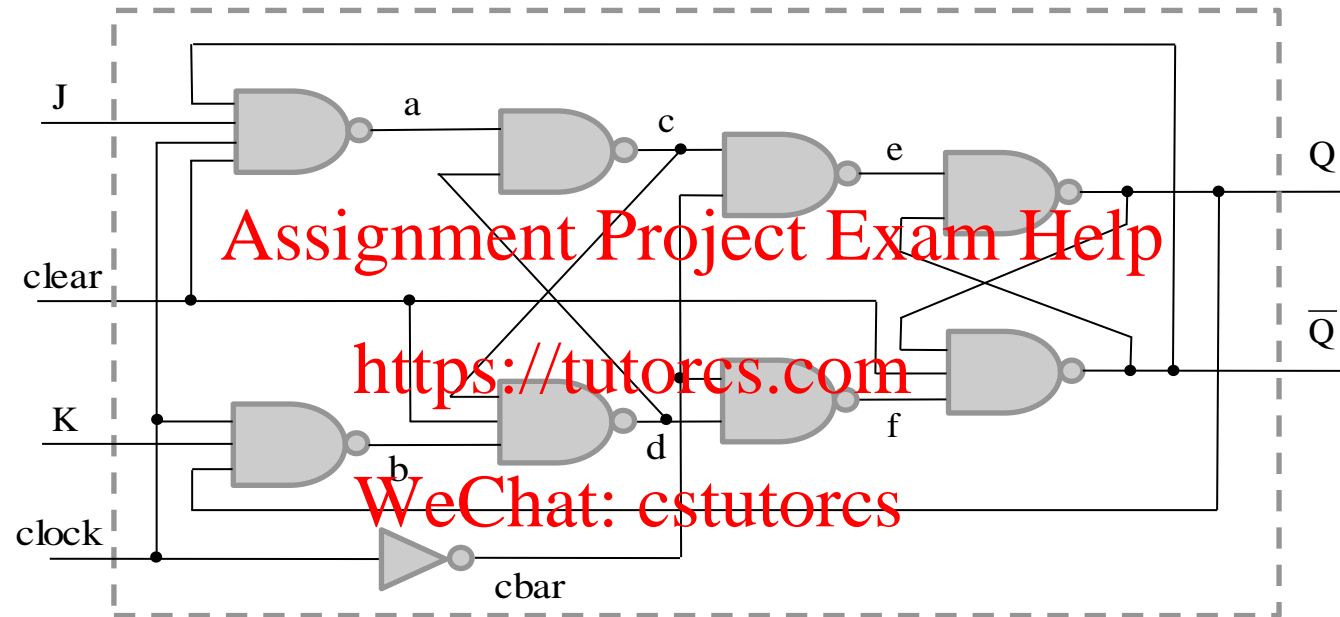 J
a
c
e
Q
Assignment Project Exam Help
clear
Q
https://tutorcs.com
K
f
d
b
WeChat: cstutorcs
clock
cbar